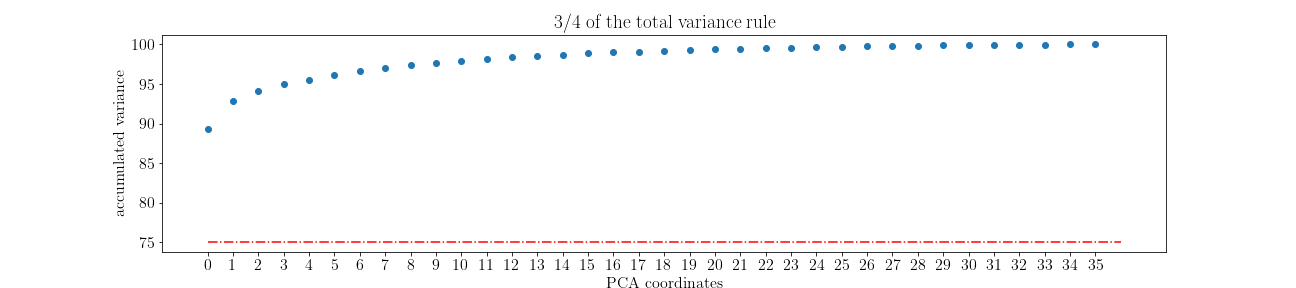 3/4 of the total variance rule
accumulated variance
100
95
90
85
80
75
0 1 2 3 4 5 6 7 8 9 10 11 12 13 14 15 16 17 18 19 20 21 22 23 24 25 26 27 28 29 30 31 32 33 34 35
PCA coordinates